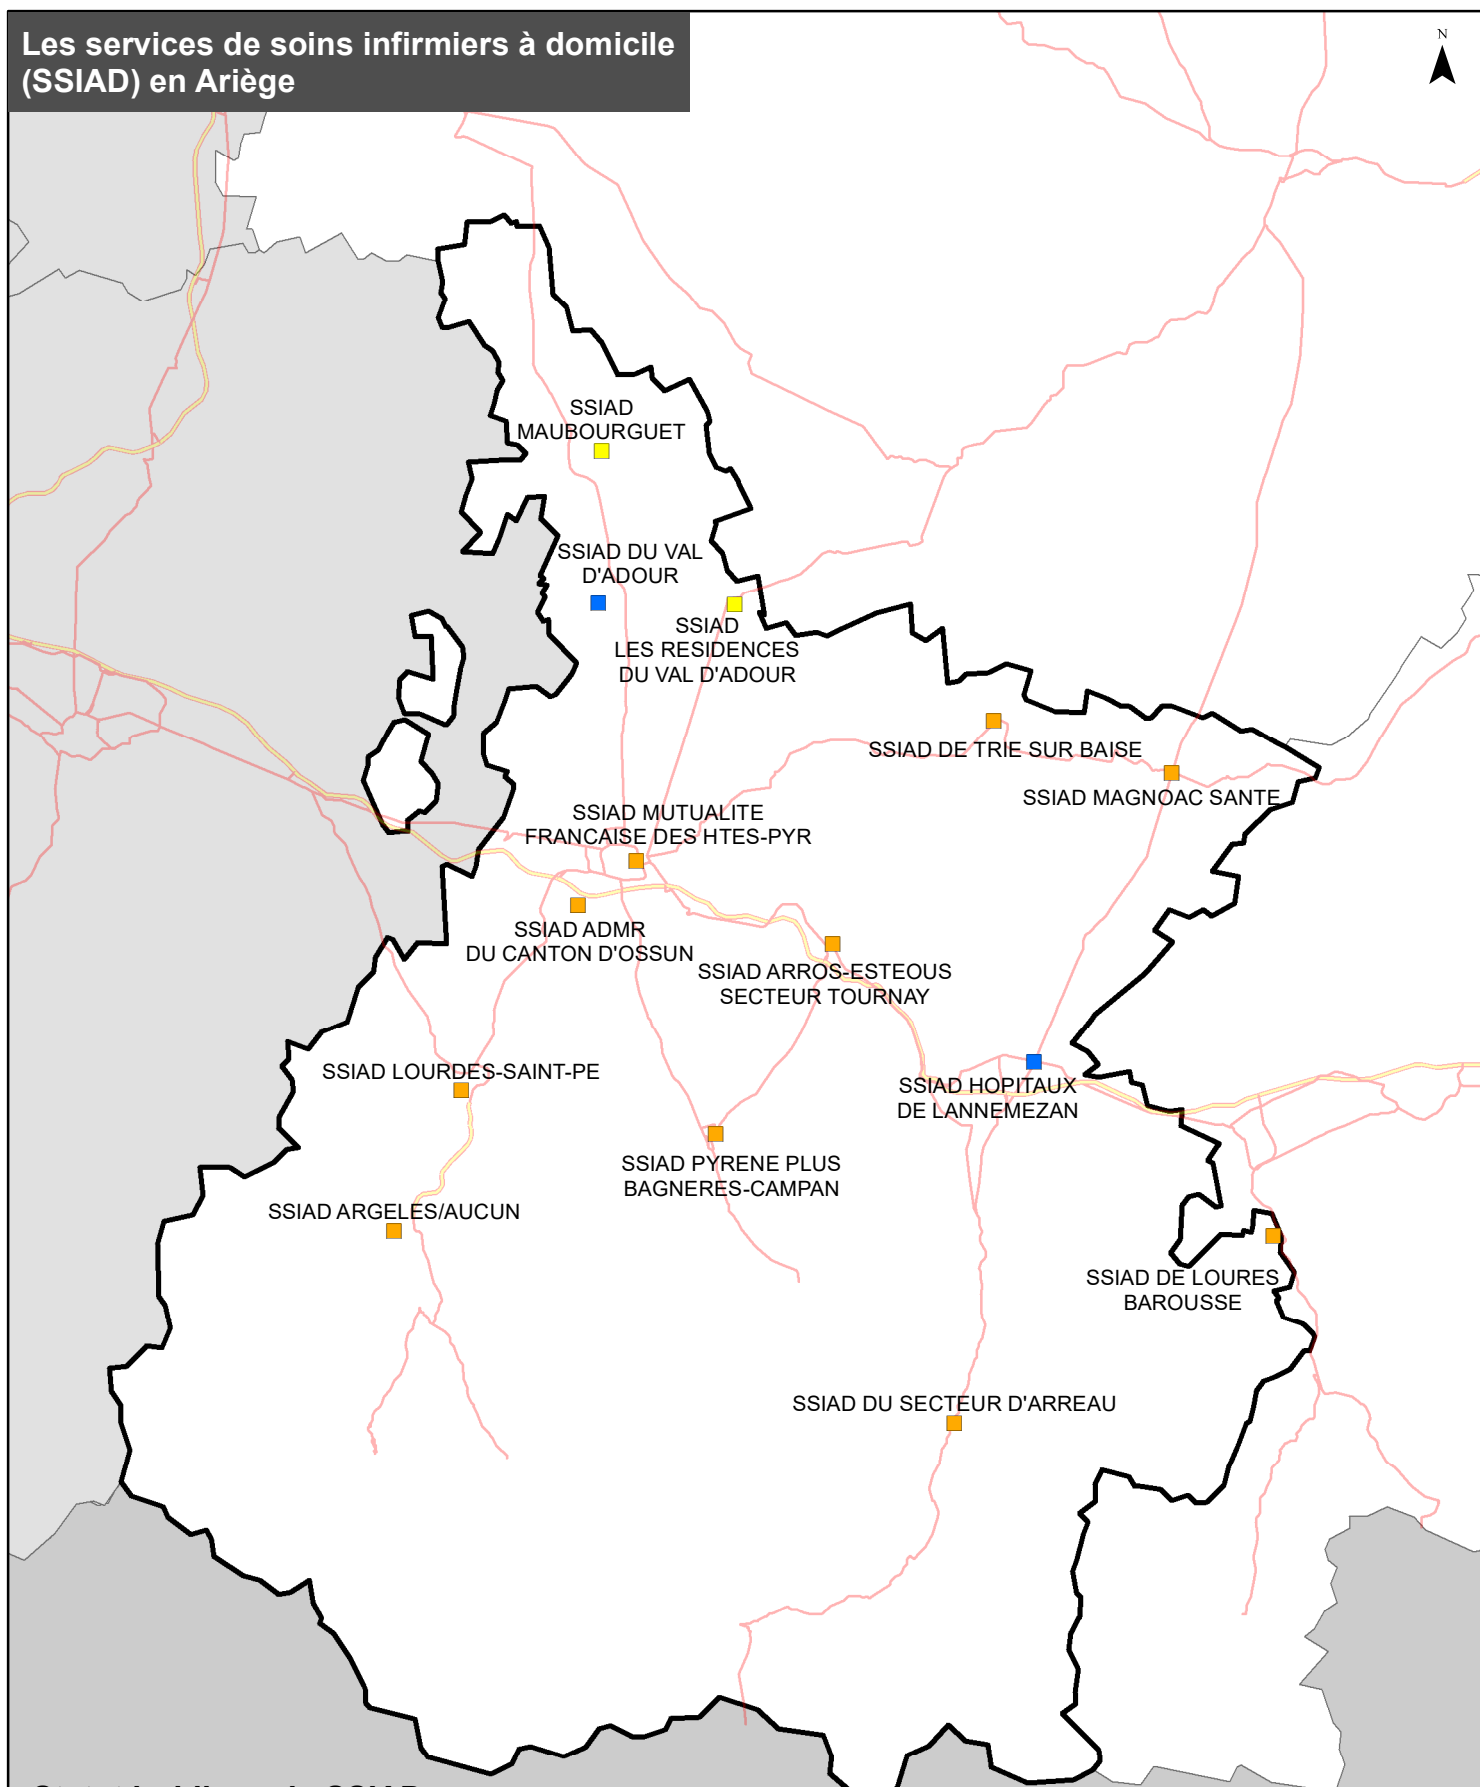 Les services de soins infirmiers à domicile
(SSIAD) en Ariège
N
SSIAD
MAUBOURGUET
SSIAD DU VAL
D'ADOUR
SSIAD
LES RESIDENCES
DU VAL D'ADOUR
SSIAD DE TRIE SUR BAISE
SSIAD MAGNOAC SANTE
SSIAD MUTUALITE
FRANCAISE DES HTES-PYR
SSIAD ADMR
DU CANTON D'OSSUN
SSIAD ARROS-ESTEOUS
SECTEUR TOURNAY
SSIAD LOURDES-SAINT-PE
SSIAD HOPITAUX
DE LANNEMEZAN
SSIAD PYRENE PLUS
BAGNERES-CAMPAN
SSIAD ARGELES/AUCUN
SSIAD DE LOURES
BAROUSSE
SSIAD DU SECTEUR D'ARREAU